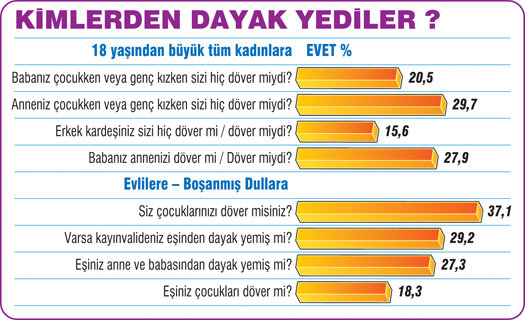 KİMLERDEN DAYAK YEDİLER ?
18 yaşından büyük tüm kadınlara EVET %
Babanız çocukken veya genç kızken sizi hiç döver miydi? 20,5
Anneniz çocukken veya genç kızken sizi hiç döver miydi? 29,7
Erkek kardeşiniz sizi hiç döver mi / döver miydi? 15,6
Babanız annenizi döver mi / Döver miydi? 27,9
Evlilere – Boşanmış Dullara
Siz çocuklarınızı döver misiniz? 37,1
Varsa kayınvalideniz eşinden dayak yemiş mi? 29,2
Eşiniz anne ve babasından dayak yemiş mi? 27,3
Eşiniz çocukları döver mi? 18,3